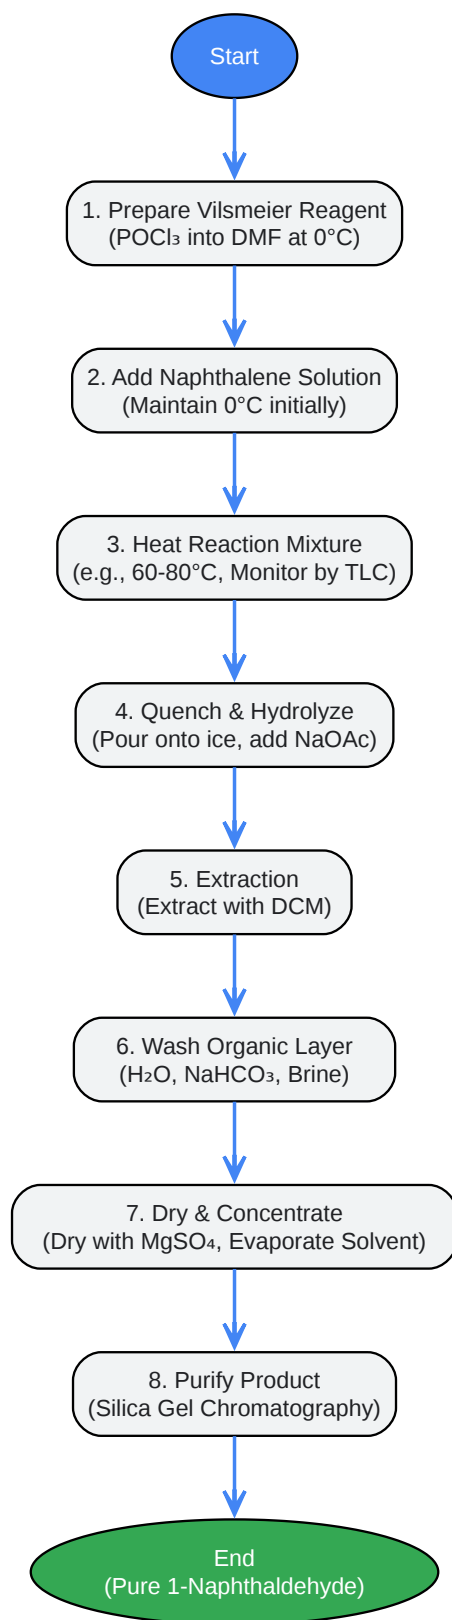 Start
1. Prepare Vilsmeier Reagent
(POCl₃ into DMF at 0°C)
2. Add Naphthalene Solution
(Maintain 0°C initially)
3. Heat Reaction Mixture
(e.g., 60-80°C, Monitor by TLC)
4. Quench & Hydrolyze
(Pour onto ice, add NaOAc)
5. Extraction
(Extract with DCM)
6. Wash Organic Layer
(H₂O, NaHCO₃, Brine)
7. Dry & Concentrate
(Dry with MgSO₄, Evaporate Solvent)
8. Purify Product
(Silica Gel Chromatography)
End
(Pure 1-Naphthaldehyde)